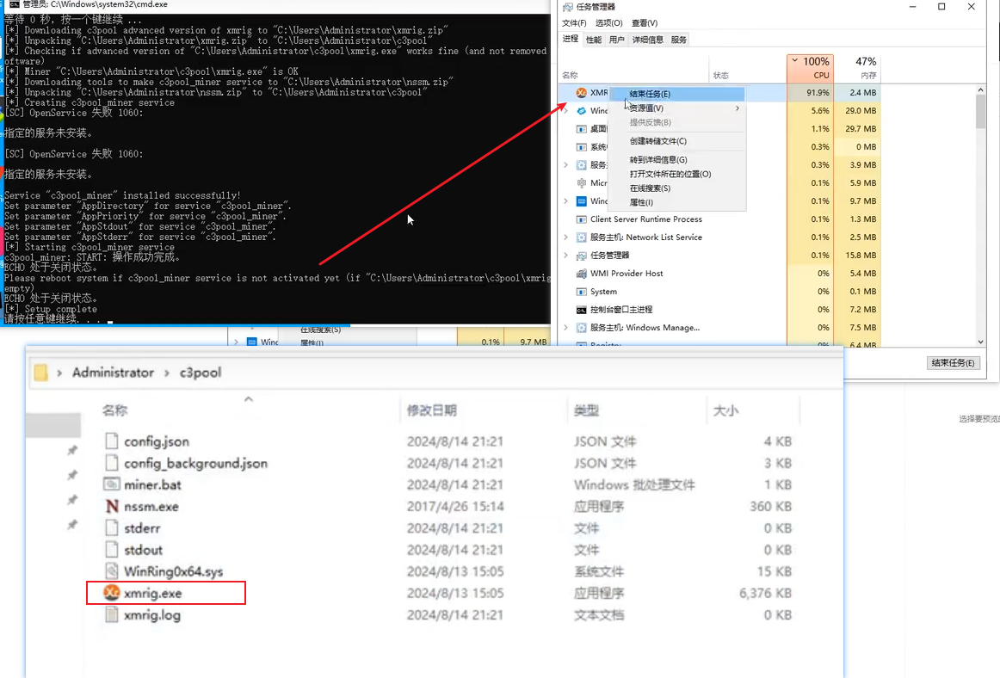 管理员: C:\Windows\system32\cmd.exe
等待 0 秒，按一个键继续 ...
[*] Downloading c3pool advanced version of xmrig to "C:\Users\Administrator\xmrig.zip"
[*] Unpacking "C:\Users\Administrator\xmrig.zip" to "C:\Users\Administrator\c3pool"
[*] Checking if advanced version of "C:\Users\Administrator\c3pool\xmrig.exe" works fine (and not removed
oftware)
[*] Miner "C:\Users\Administrator\c3pool\xmrig.exe" is OK
[*] Downloading tools to make c3pool_miner service to "C:\Users\Administrator\nssm.zip"
[*] Unpacking "C:\Users\Administrator\nssm.zip" to "C:\Users\Administrator\c3pool"
[*] Creating c3pool_miner service
[SC] OpenService 失败 1060:
指定的服务未安装。
[SC] OpenService 失败 1060:
指定的服务未安装。
Service "c3pool_miner" installed successfully!
Set parameter "AppDirectory" for service "c3pool_miner".
Set parameter "AppPriority" for service "c3pool_miner".
Set parameter "AppStdout" for service "c3pool_miner".
Set parameter "AppStderr" for service "c3pool_miner".
[*] Starting c3pool_miner service
c3pool_miner: START: 操作成功完成。
ECHO 处于关闭状态。
Please reboot system if c3pool_miner service is not activated yet (if "C:\Users\Administrator\c3pool\xmrig
empty)
ECHO 处于关闭状态。
[*] Setup complete
请按任意键继续. . .
任务管理器
文件(F) 选项(O) 查看(V)
进程 性能 用户 详细信息 服务
100% 47%
名称 状态 CPU 内存
XMR 91.9% 2.4 MB
Wind 5.6% 29.0 MB
桌面 1.1% 29.7 MB
系统 0.3% 0 MB
服务 0.3% 3.9 MB
Micr 0.1% 5.9 MB
Winc 0.1% 9.7 MB
Client Server Runtime Process 0.1% 1.3 MB
服务主机: Network List Service 0.1% 2.5 MB
任务管理器 0.1% 15.8 MB
WMI Provider Host 0% 5.4 MB
System 0% 0.1 MB
控制台窗口主进程 0% 7.2 MB
服务主机: Windows Manage... 0% 7.5 MB
Registry 0% 6.4 MB
结束任务(E)
资源值(V)
提供反馈(B)
创建转储文件(C)
转到详细信息(G)
打开文件所在的位置(O)
在线搜索(S)
属性(I)
结束任务(E)
在线搜索(S)
Winc 属性(I) 0.1% 9.7 MB
选择要预览
Administrator › c3pool
名称 修改日期 类型 大小
config.json 2024/8/14 21:21 JSON 文件 4 KB
config_background.json 2024/8/14 21:21 JSON 文件 3 KB
miner.bat 2024/8/14 21:21 Windows 批处理文件 1 KB
nssm.exe 2017/4/26 15:14 应用程序 360 KB
stderr 2024/8/14 21:21 文件 0 KB
stdout 2024/8/14 21:21 文件 0 KB
WinRing0x64.sys 2024/8/13 15:05 系统文件 15 KB
xmrig.exe 2024/8/13 15:05 应用程序 6,376 KB
xmrig.log 2024/8/14 21:21 文本文档 0 KB